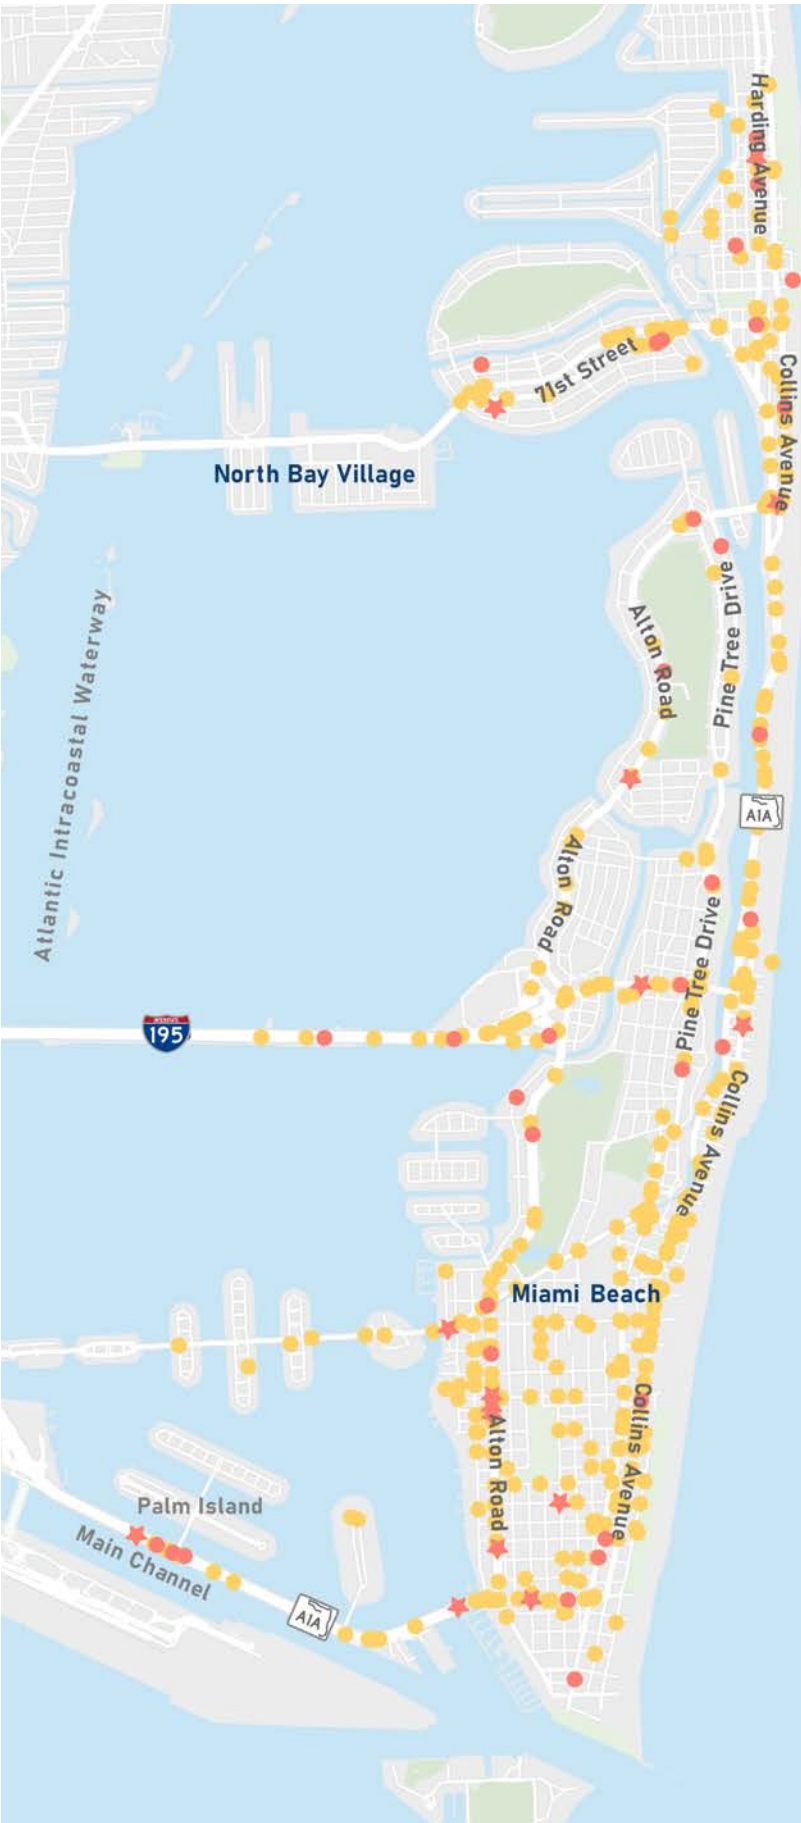 Harding Avenue
71st Street
Collins Avenue
North Bay Village
Pine Tree Drive
Alton Road
Atlantic Intracoastal Waterway
A1A
Alton Road
Pine Tree Drive
195
Collins Avenue
Miami Beach
Collins Avenue
Alton Road
Palm Island
Main Channel
A1A